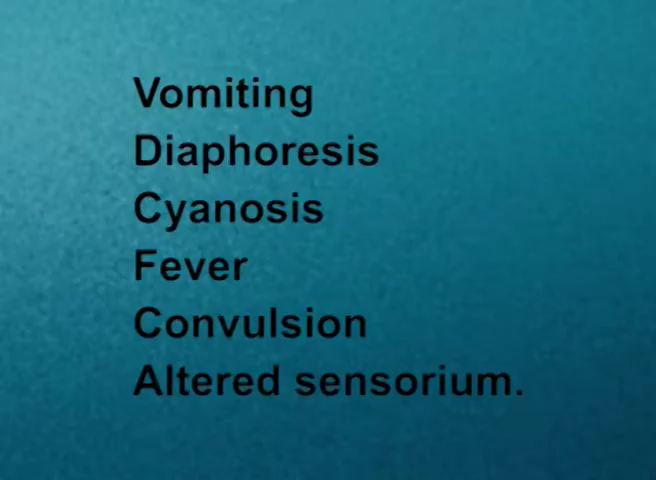 Vomiting
Diaphoresis
Cyanosis
Fever
Convulsion
Altered sensorium.